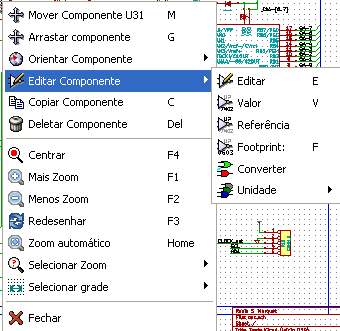 Mover Componente U31 M
Arrastar componente G
Orientar Componente
Editar Componente
Copiar Componente C
Deletar Componente Del
Centrar F4
Mais Zoom F1
Menos Zoom F2
Redesenhar F3
Zoom automático Home
Selecionar Zoom
Selecionar grade
Fechar
Editar E
Valor V
Referência
Footprint: F
Converter
Unidade